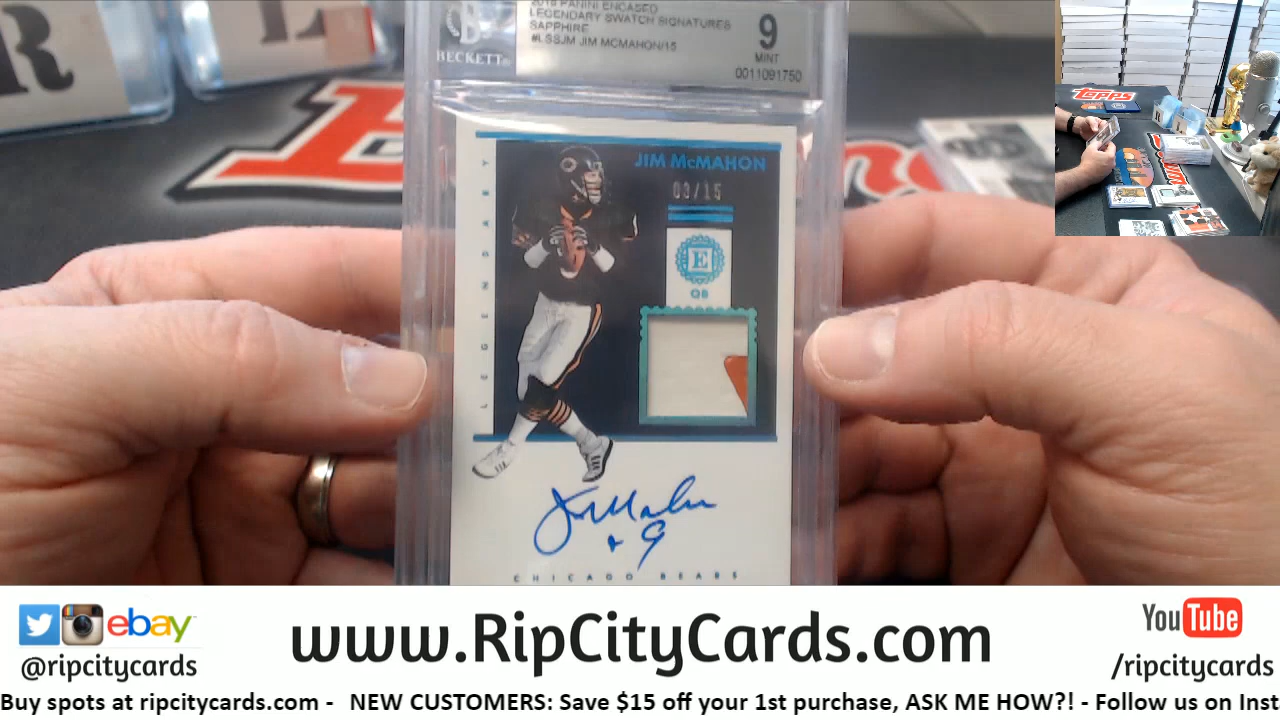 2018 PANINI ENCASED
LEGENDARY SWATCH SIGNATURES
SAPPHIRE
#LSSJM JIM MCMAHON/15
BECKETT
9
MINT
0011091750
Topps
JIM McMAHON
03/15
LEGENDARY
E
QB
CHICAGO BEARS
ebay
@ripcitycards
www.RipCityCards.com
YouTube
/ripcitycards
Buy spots at ripcitycards.com - NEW CUSTOMERS: Save $15 off your 1st purchase, ASK ME HOW?! - Follow us on Inst